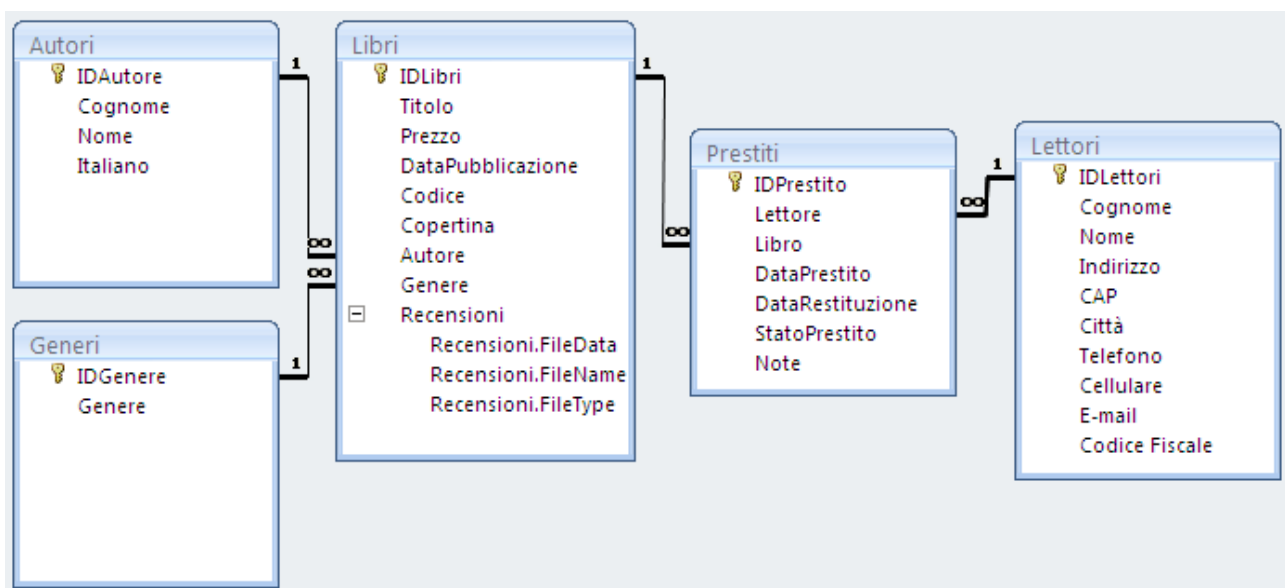 Autori
IDAutore
Cognome
Nome
Italiano
1
∞
Generi
IDGenere
Genere
1
∞
Libri
IDLibri
Titolo
Prezzo
DataPubblicazione
Codice
Copertina
Autore
Genere
Recensioni
Recensioni.FileData
Recensioni.FileName
Recensioni.FileType
1
∞
Prestiti
IDPrestito
Lettore
Libro
DataPrestito
DataRestituzione
StatoPrestito
Note
∞
1
Lettori
IDLettori
Cognome
Nome
Indirizzo
CAP
Città
Telefono
Cellulare
E-mail
Codice Fiscale